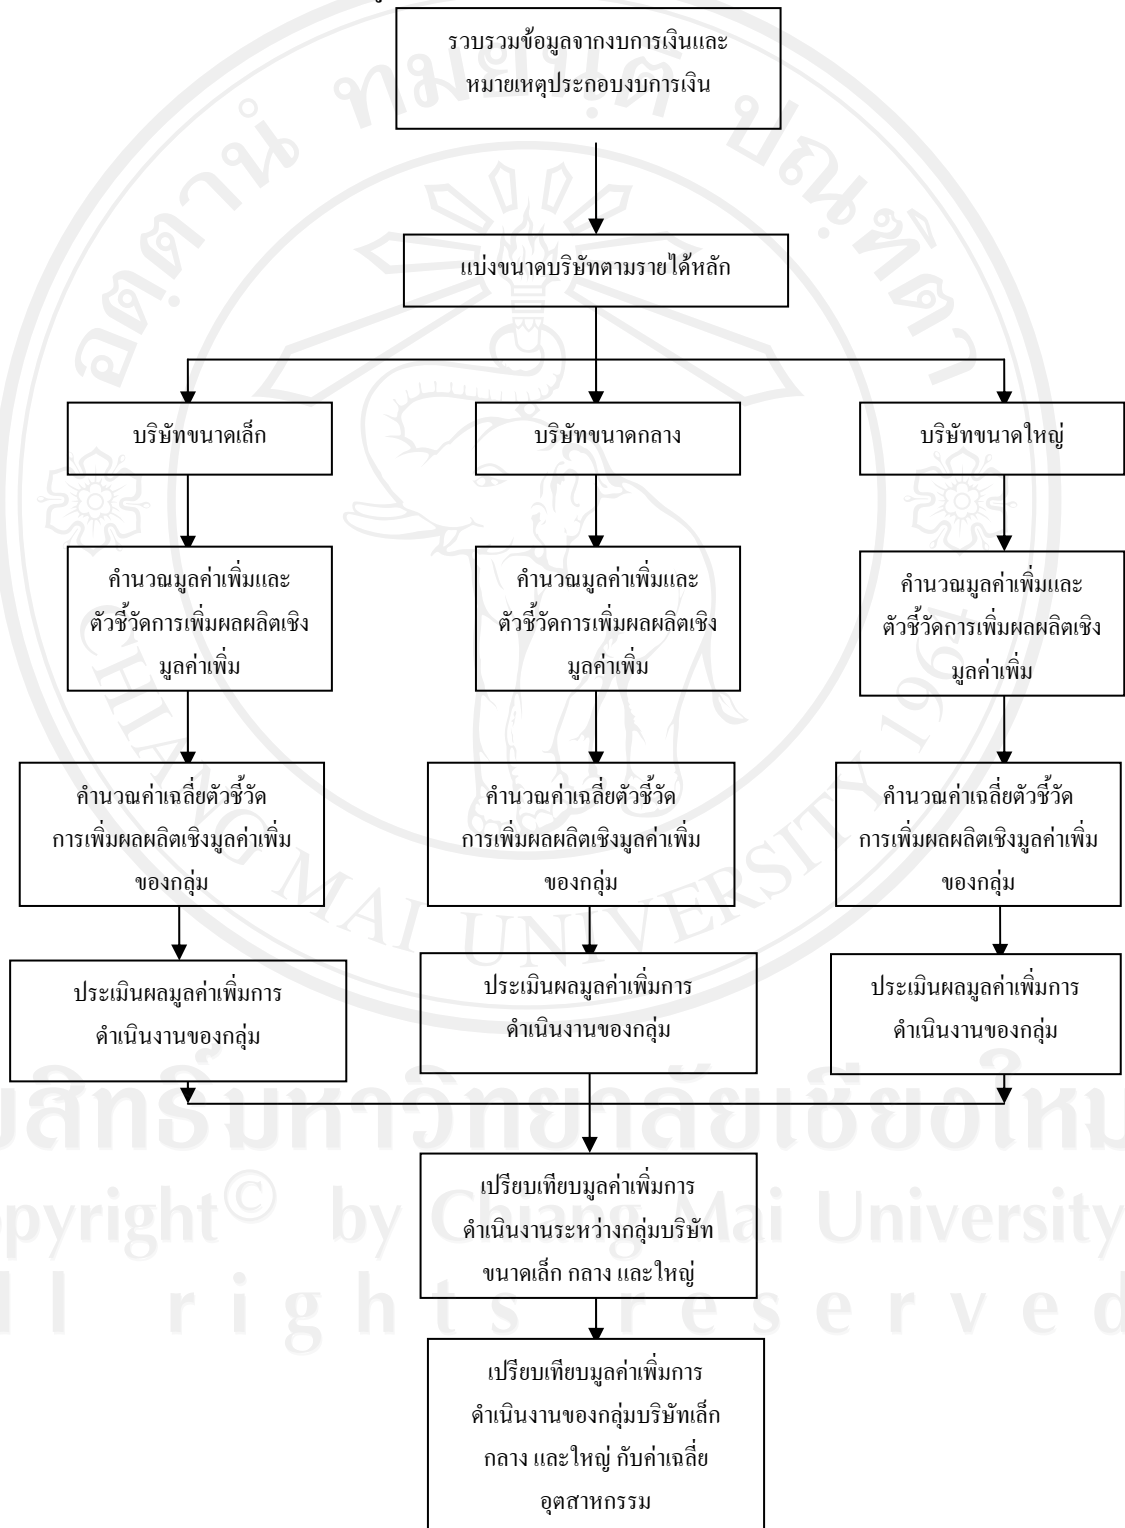 รวบรวมข้อมูลจากงบการเงินและ
หมายเหตุประกอบงบการเงิน
แบ่งขนาดบริษัทตามรายได้หลัก
บริษัทขนาดเล็ก
บริษัทขนาดกลาง
บริษัทขนาดใหญ่
คำนวณมูลค่าเพิ่มและ
ตัวชี้วัดการเพิ่มผลผลิตเชิง
มูลค่าเพิ่ม
คำนวณมูลค่าเพิ่มและ
ตัวชี้วัดการเพิ่มผลผลิตเชิง
มูลค่าเพิ่ม
คำนวณมูลค่าเพิ่มและ
ตัวชี้วัดการเพิ่มผลผลิตเชิง
มูลค่าเพิ่ม
คำนวณค่าเฉลี่ยตัวชี้วัด
การเพิ่มผลผลิตเชิงมูลค่าเพิ่ม
ของกลุ่ม
คำนวณค่าเฉลี่ยตัวชี้วัด
การเพิ่มผลผลิตเชิงมูลค่าเพิ่ม
ของกลุ่ม
คำนวณค่าเฉลี่ยตัวชี้วัด
การเพิ่มผลผลิตเชิงมูลค่าเพิ่ม
ของกลุ่ม
ประเมินผลมูลค่าเพิ่มการ
ดำเนินงานของกลุ่ม
ประเมินผลมูลค่าเพิ่มการ
ดำเนินงานของกลุ่ม
ประเมินผลมูลค่าเพิ่มการ
ดำเนินงานของกลุ่ม
เปรียบเทียบมูลค่าเพิ่มการ
ดำเนินงานระหว่างกลุ่มบริษัท
ขนาดเล็ก กลาง และใหญ่
เปรียบเทียบมูลค่าเพิ่มการ
ดำเนินงานของกลุ่มบริษัทเล็ก
กลาง และใหญ่ กับค่าเฉลี่ย
อุตสาหกรรม
CHIANG MAI UNIVERSITY 1964
by Chiang Mai University
rights reserved